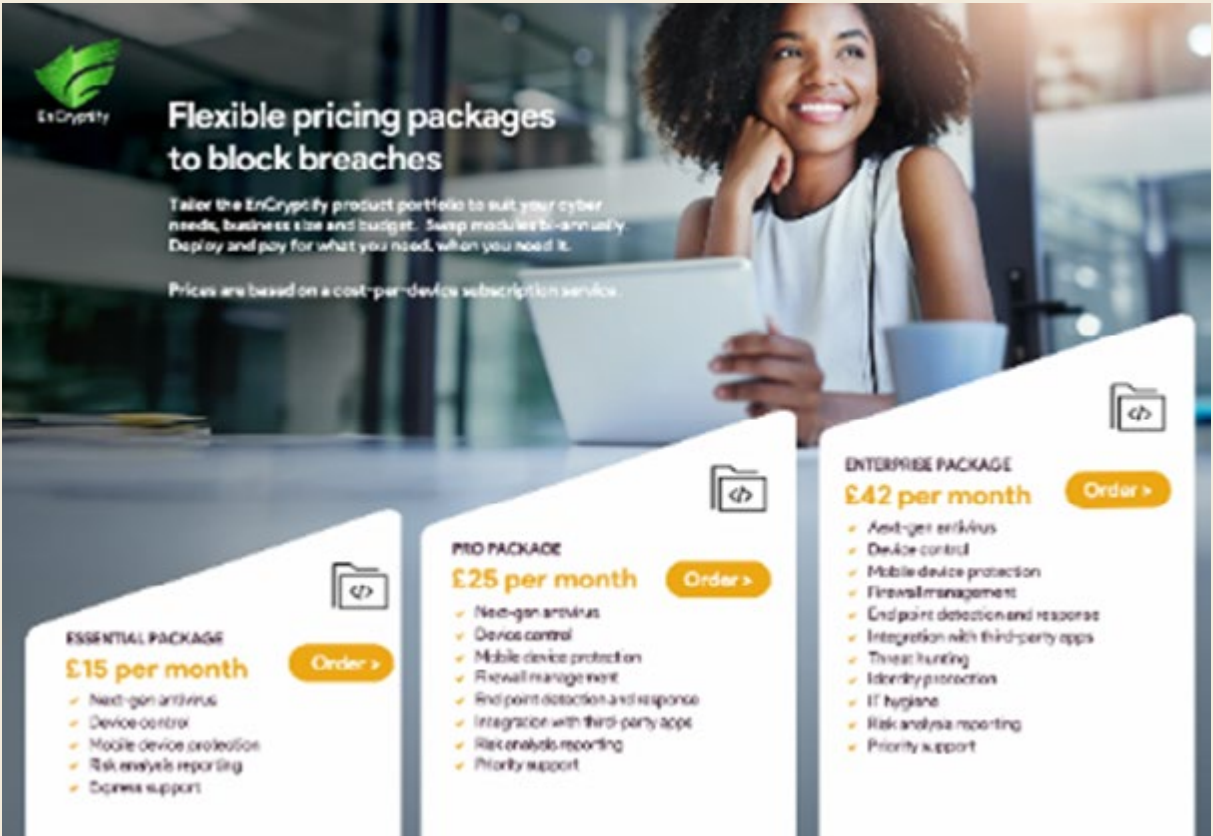 EnCryptify
Flexible pricing packages
to block breaches
Tailor the EnCryptify product portfolio to suit your cyber
needs, business size and budget. Swap modules bi-annually.
Deploy and pay for what you need, when you need it.
Prices are based on a cost-per-device subscription service.
ESSENTIAL PACKAGE
£15 per month
Order >
Next-gen antivirus
Device control
Mobile device protection
Risk analysis reporting
Express support
PRO PACKAGE
£25 per month
Order >
Next-gen antivirus
Device control
Mobile device protection
Firewall management
End point detection and response
Integration with third-party apps
Risk analysis reporting
Priority support
ENTERPRISE PACKAGE
£42 per month
Order >
Aext-gen antivirus
Device control
Mobile device protection
Firewall management
End point detection and response
Integration with third-party apps
Threat hunting
Identity protection
IT hygiene
Risk analysis reporting
Priority support